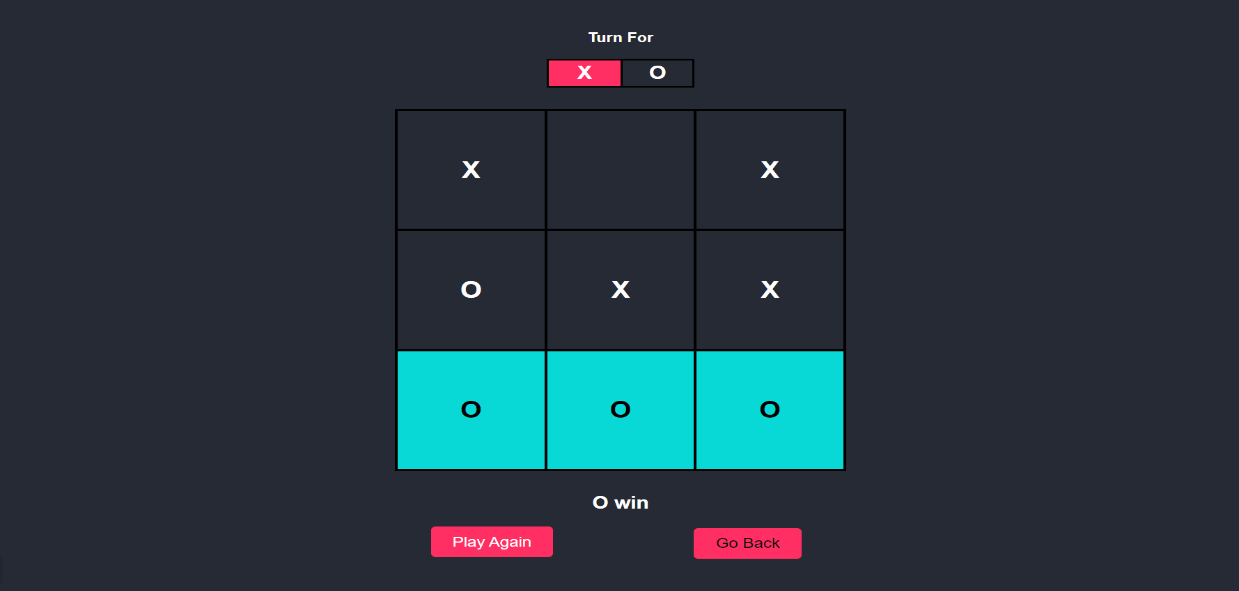 Turn For
X O
X X
O X X
O O O
O win
Play Again Go Back